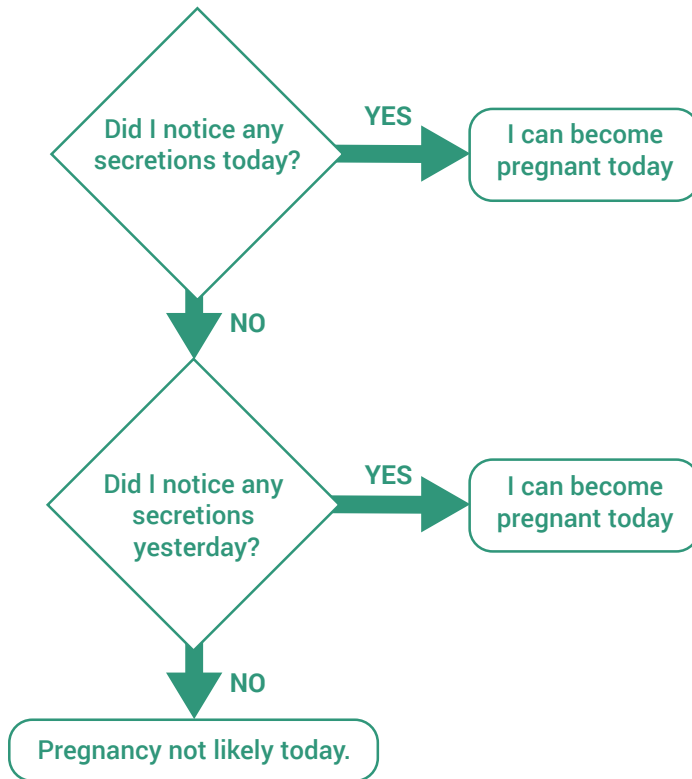 Did I notice any
secretions today?
YES
I can become
pregnant today
NO
Did I notice any
secretions
yesterday?
YES
I can become
pregnant today
NO
Pregnancy not likely today.